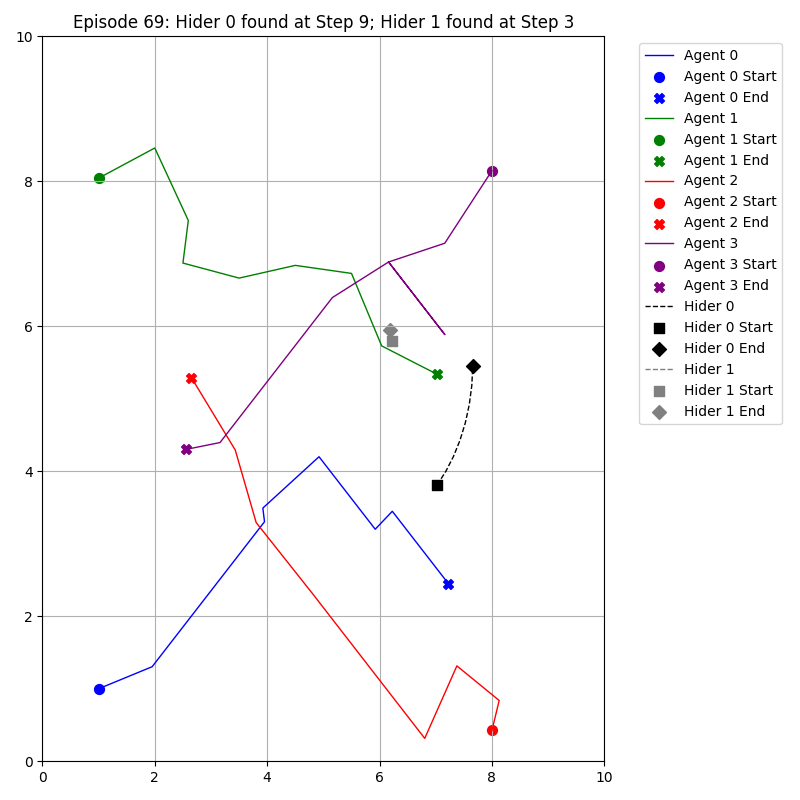 Episode 69: Hider 0 found at Step 9; Hider 1 found at Step 3
10
8
6
4
2
0
0 2 4 6 8 10
Agent 0
Agent 0 Start
Agent 0 End
Agent 1
Agent 1 Start
Agent 1 End
Agent 2
Agent 2 Start
Agent 2 End
Agent 3
Agent 3 Start
Agent 3 End
Hider 0
Hider 0 Start
Hider 0 End
Hider 1
Hider 1 Start
Hider 1 End